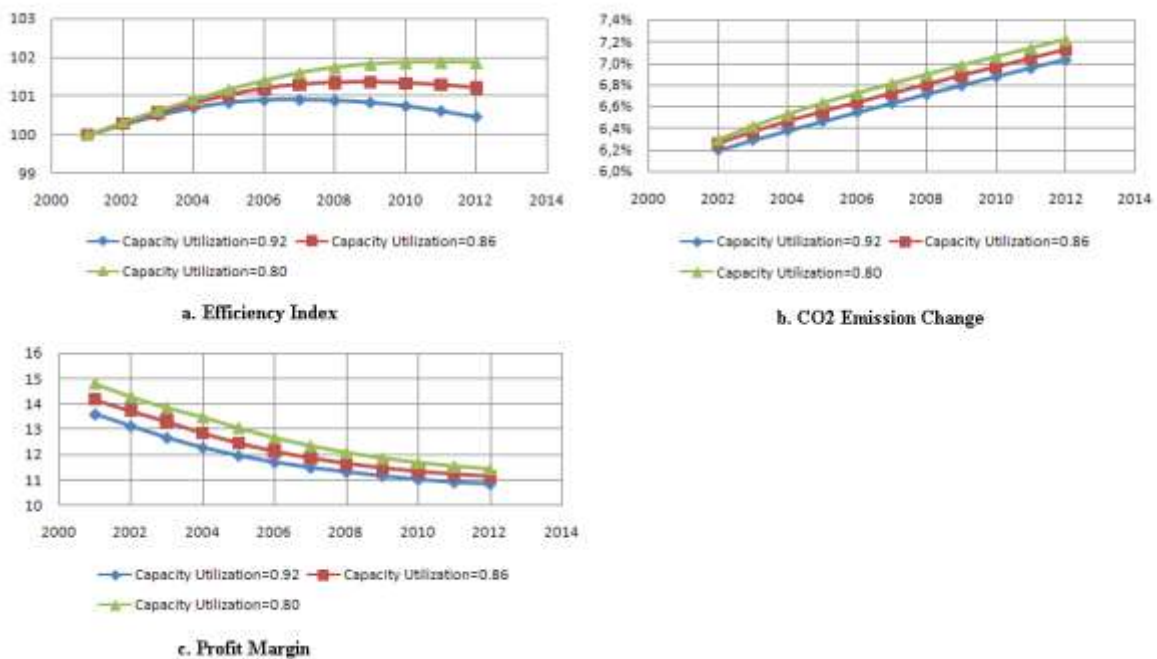 103
102
101
100
99
2000 2002 2004 2006 2008 2010 2012 2014
Capacity Utilization=0.92 Capacity Utilization=0.86
Capacity Utilization=0.80
a. Efficiency Index
7,4%
7,2%
7,0%
6,8%
6,6%
6,4%
6,2%
6,0%
2000 2002 2004 2006 2008 2010 2012 2014
Capacity Utilization=0.92 Capacity Utilization=0.86
Capacity Utilization=0.80
b. CO2 Emission Change
16
15
14
13
12
11
10
2000 2002 2004 2006 2008 2010 2012 2014
Capacity Utilization=0.92 Capacity Utilization=0.86
Capacity Utilization=0.80
c. Profit Margin